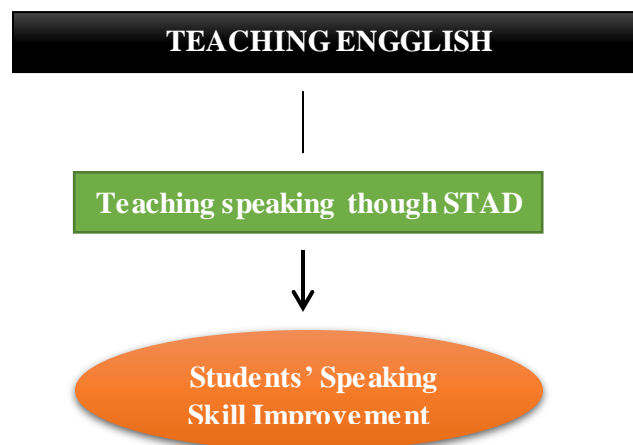 TEACHING ENGGLISH
Teaching speaking though STAD
Students’ Speaking
Skill Improvement